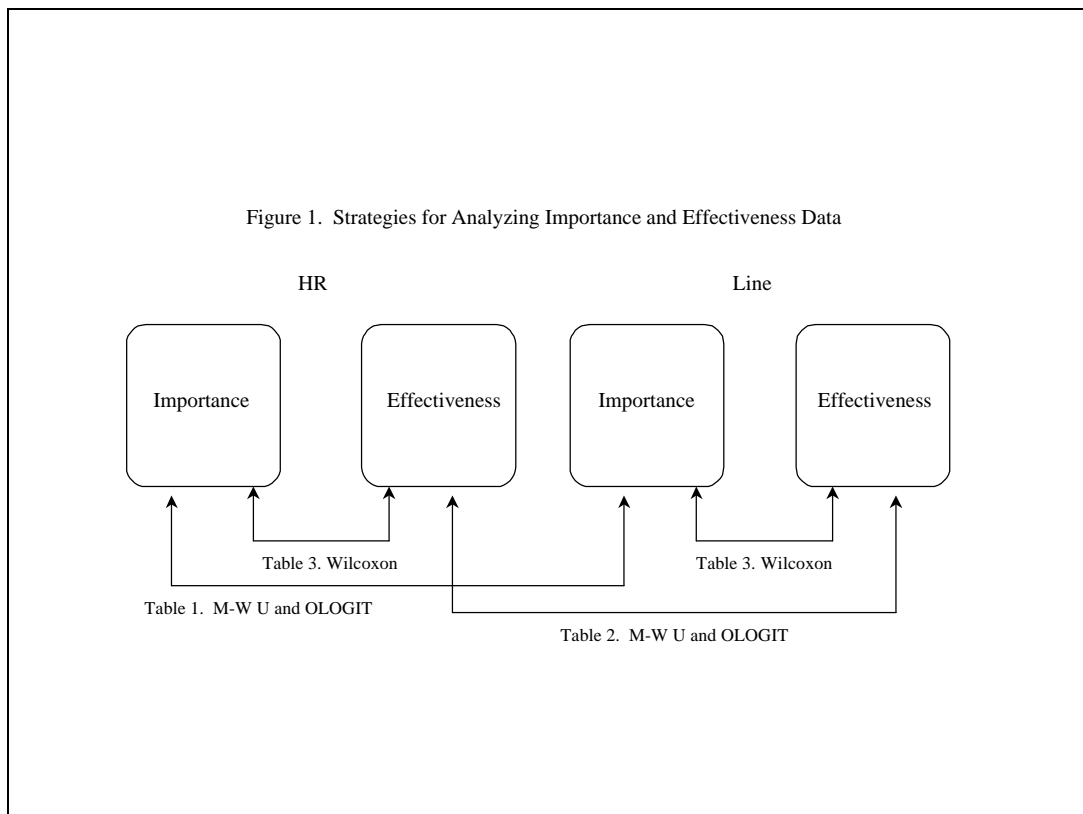 Figure 1. Strategies for Analyzing Importance and Effectiveness Data
HR
Line
Importance
Effectiveness
Importance
Effectiveness
Table 3. Wilcoxon
Table 3. Wilcoxon
Table 1. M-W U and OLOGIT
Table 2. M-W U and OLOGIT